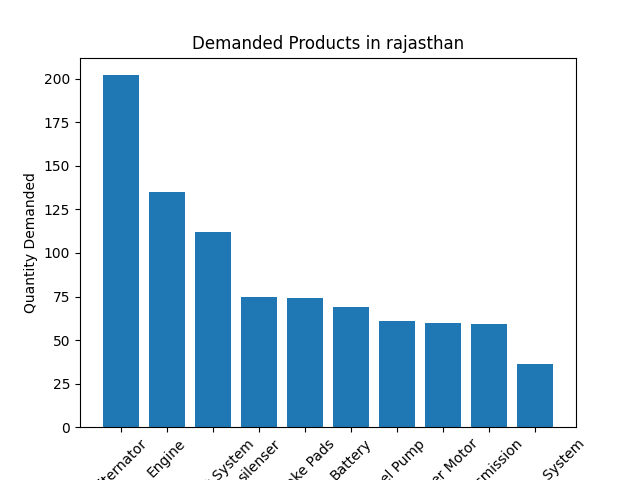 Demanded Products in rajasthan
Quantity Demanded
200
175
150
125
100
75
50
25
0
Engine
System
silenser
Pads
Battery
Pump
Motor
System